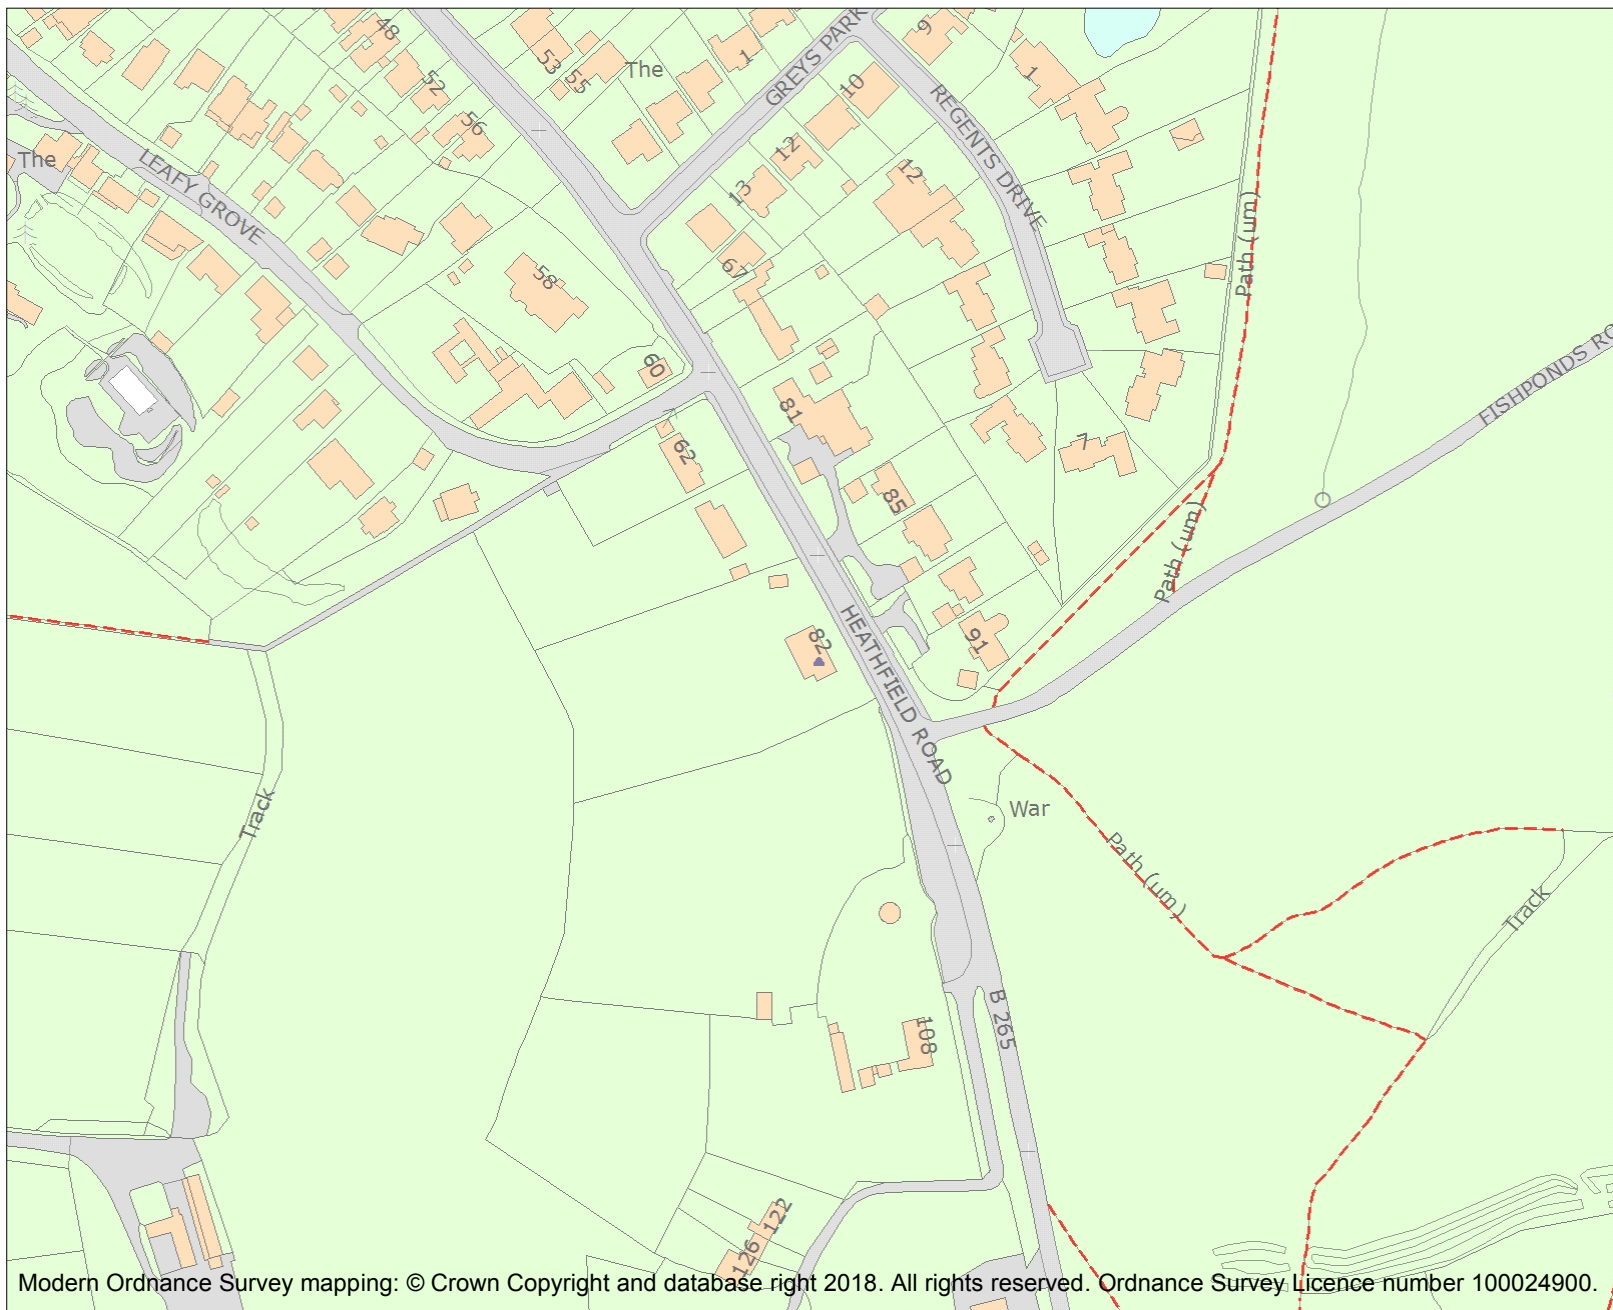 48
52
53
55
56
The
1
GREYS PARK
9
10
12
13
67
REGENTS DRIVE
1
12
The
LEAFY GROVE
58
60
62
81
85
7
Path (um)
Path (um)
FISHPONDS RO
91
82
HEATHFIELD ROAD
War
Path (um)
Track
Track
B 265
108
122
126
Modern Ordnance Survey mapping: © Crown Copyright and database right 2018. All rights reserved. Ordnance Survey Licence number 100024900.